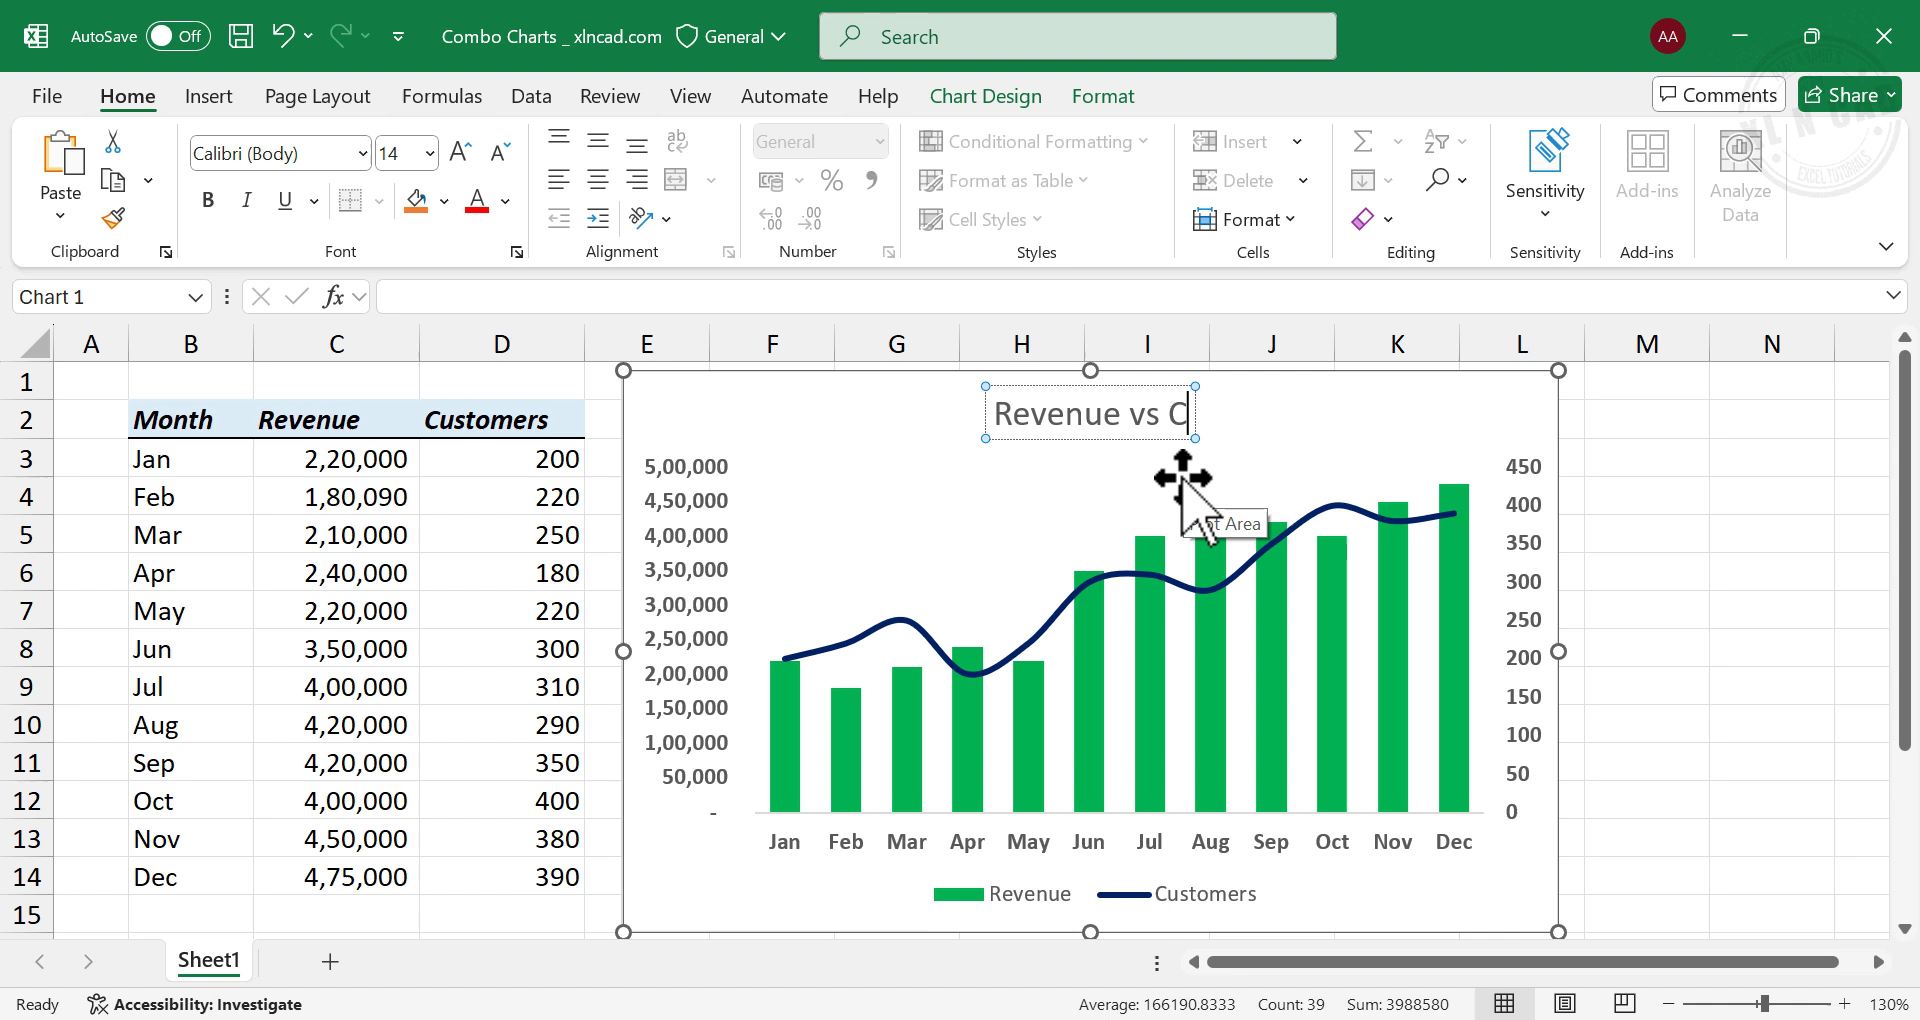 AutoSave Off Combo Charts _ xlncad.com General Search AA
File Home Insert Page Layout Formulas Data Review View Automate Help Chart Design Format Comments Share
Paste
Clipboard
Calibri (Body) 14
B I U A
Font
ab
Alignment
General
% 9
.00
Number
Conditional Formatting
Format as Table
Cell Styles
Styles
Insert
Delete
Format
Cells
Editing
Sensitivity
Sensitivity
Add-ins
Add-ins
Analyze
Data
XL N CAD
EXCEL TUTORIALS
Chart 1 fx
A B C D E F G H I J K L M N
1
2 Month Revenue Customers
3 Jan 2,20,000 200
4 Feb 1,80,090 220
5 Mar 2,10,000 250
6 Apr 2,40,000 180
7 May 2,20,000 220
8 Jun 3,50,000 300
9 Jul 4,00,000 310
10 Aug 4,20,000 290
11 Sep 4,20,000 350
12 Oct 4,00,000 400
13 Nov 4,50,000 380
14 Dec 4,75,000 390
15
Revenue vs C
5,00,000
4,50,000
4,00,000
3,50,000
3,00,000
2,50,000
2,00,000
1,50,000
1,00,000
50,000
-
Area
450
400
350
300
250
200
150
100
50
0
Jan Feb Mar Apr May Jun Jul Aug Sep Oct Nov Dec
Revenue Customers
Sheet1
Ready Accessibility: Investigate Average: 166190.8333 Count: 39 Sum: 3988580 130%